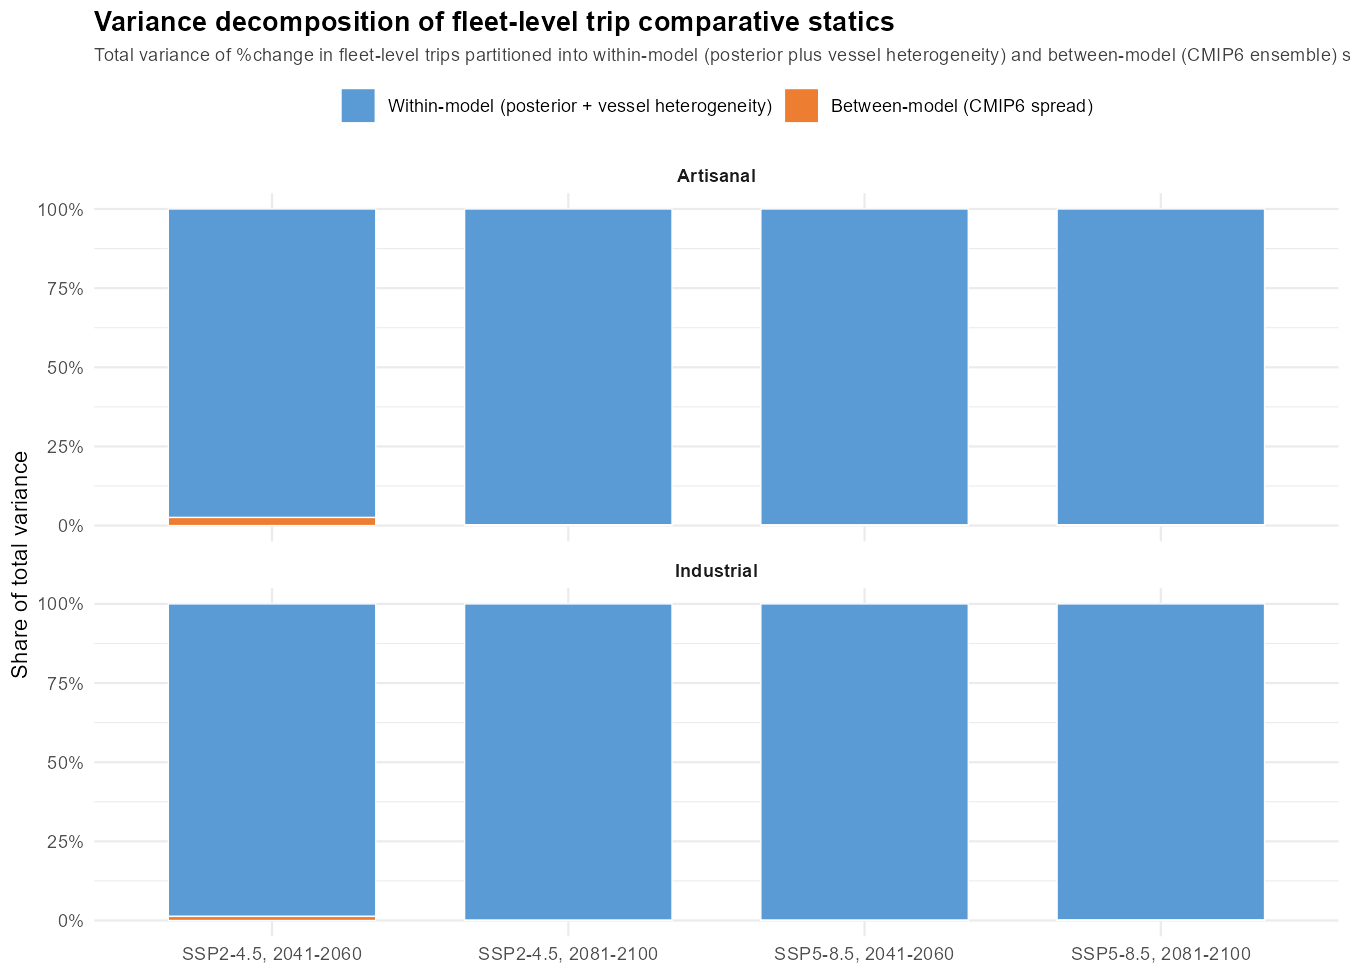 Variance decomposition of fleet-level trip comparative statics
Total variance of %change in fleet-level trips partitioned into within-model (posterior plus vessel heterogeneity) and between-model (CMIP6 ensemble) s
Within-model (posterior + vessel heterogeneity)
Between-model (CMIP6 spread)
Artisanal
100%
75%
50%
25%
0%
Share of total variance
Industrial
100%
75%
50%
25%
0%
SSP2-4.5, 2041-2060
SSP2-4.5, 2081-2100
SSP5-8.5, 2041-2060
SSP5-8.5, 2081-2100